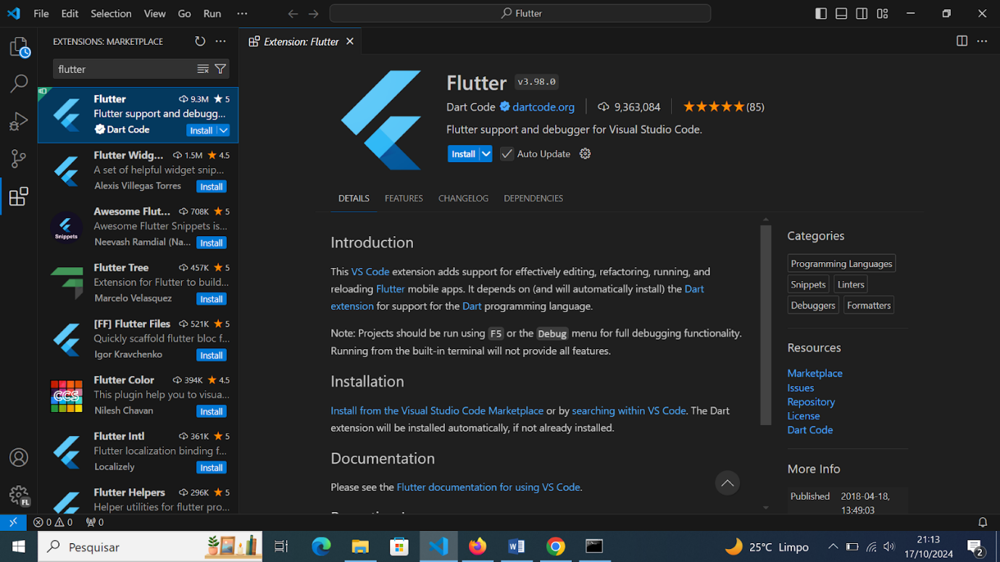 File Edit Selection View Go Run ···
Flutter
EXTENSIONS: MARKETPLACE
flutter
Flutter 9.3M ★ 5
Flutter support and debugg...
Dart Code Install
Flutter Widg... 1.5M ★ 4.5
A set of helpful widget snip...
Alexis Villegas Torres Install
Snippets
Awesome Flut... 708K ★ 5
Awesome Flutter Snippets is...
Neevash Ramdial (Na... Install
Flutter Tree 457K ★ 5
Extension for Flutter to build...
Marcelo Velasquez Install
[FF] Flutter Files 521K ★ 5
Quickly scaffold flutter bloc f...
Igor Kravchenko Install
CCS
Flutter Color 394K ★ 4.5
This plugin help you to visua...
Nilesh Chavan Install
Flutter Intl 361K ★ 5
Flutter localization binding f...
Localizely Install
Flutter Helpers 296K ★ 5
Helper utilities for flutter pro...
FL
Extension: Flutter
Flutter v3.98.0
Dart Code dartcode.org 9,363,084 ★★★★★(85)
Flutter support and debugger for Visual Studio Code.
Install Auto Update
DETAILS FEATURES CHANGELOG DEPENDENCIES
Introduction
This VS Code extension adds support for effectively editing, refactoring, running, and
reloading Flutter mobile apps. It depends on (and will automatically install) the Dart
extension for support for the Dart programming language.
Note: Projects should be run using F5 or the Debug menu for full debugging functionality.
Running from the built-in terminal will not provide all features.
Installation
Install from the Visual Studio Code Marketplace or by searching within VS Code. The Dart
extension will be installed automatically, if not already installed.
Documentation
Please see the Flutter documentation for using VS Code.
Categories
Programming Languages
Snippets Linters
Debuggers Formatters
Resources
Marketplace
Issues
Repository
License
Dart Code
More Info
Published 2018-04-18,
13:49:03
0 0 0
Pesquisar
25°C Limpo
21:13
17/10/2024
2